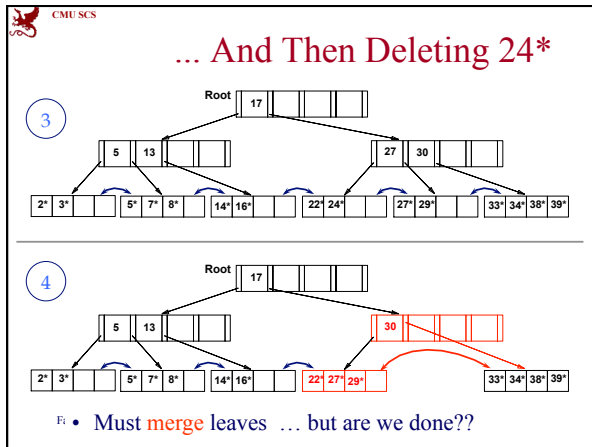 CMU SCS
... And Then Deleting 24*
Root
17
3
5 13
27 30
2* 3*
5* 7* 8*
14* 16*
22* 24*
27* 29*
33* 34* 38* 39*
4
Root
17
5 13
30
2* 3*
5* 7* 8*
14* 16*
22* 27* 29*
33* 34* 38* 39*
• Must merge leaves … but are we done??